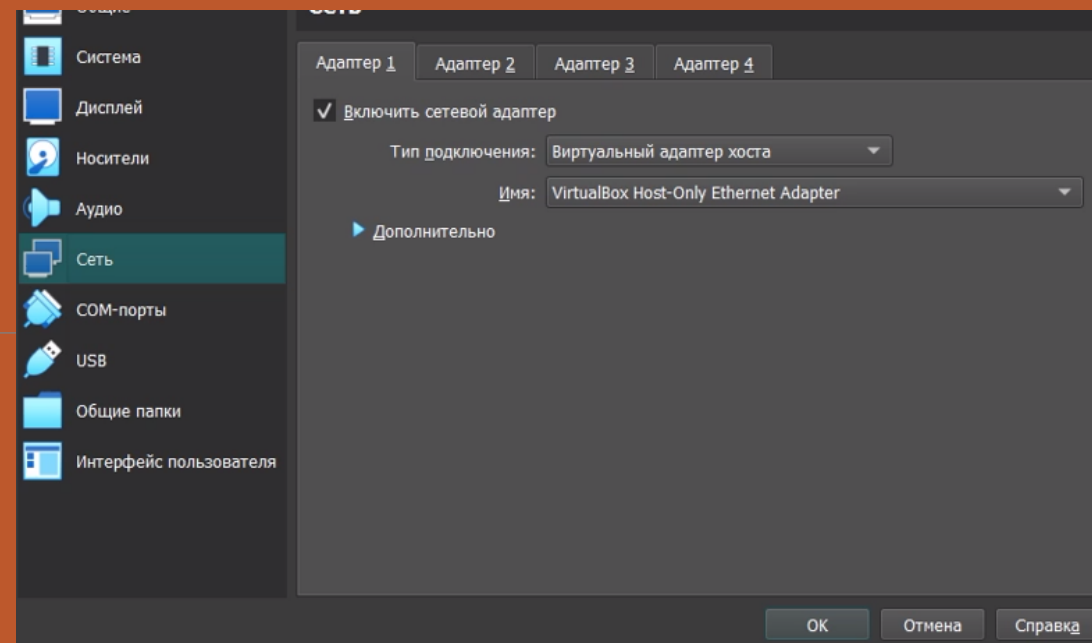 Общие
Сеть
Система
Дисплей
Носители
Аудио
Сеть
COM-порты
USB
Общие папки
Интерфейс пользователя
Адаптер 1
Адаптер 2
Адаптер 3
Адаптер 4
Включить сетевой адаптер
Тип подключения: Виртуальный адаптер хоста
Имя: VirtualBox Host-Only Ethernet Adapter
Дополнительно
OK
Отмена
Справка